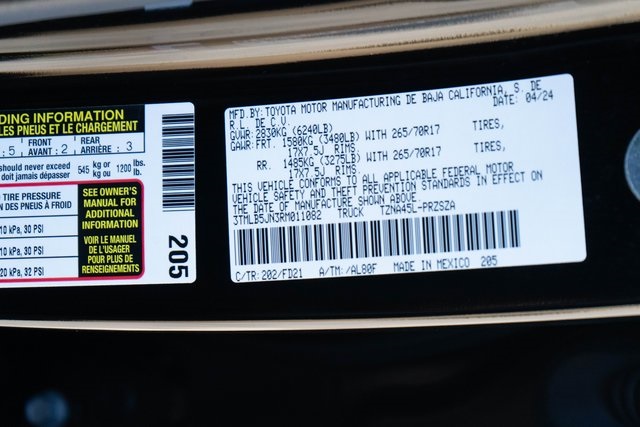 DING INFORMATION
LES PNEUS ET LE CHARGEMENT
: 5 FRONT AVANT : 2 REAR ARRIÈRE : 3
should never exceed 545 kg or 1200 lbs.
doit jamais dépasser kg ou lb.
TIRE PRESSURE
ON DES PNEUS À FROID
10 kPa, 30 PSI
10 kPa, 30 PSI
20 kPa, 32 PSI
SEE OWNER'S
MANUAL FOR
ADDITIONAL
INFORMATION
VOIR LE MANUEL
DE L'USAGER
POUR PLUS DE
RENSEIGNEMENTS
205
MFD.BY:TOYOTA MOTOR MANUFACTURING DE BAJA CALIFORNIA, S. DE
R.L. DE C.V. DATE: 04/24
GVWR:2830KG (6240LB)
GAWR:FRT. 1580KG (3480LB) WITH 265/70R17 TIRES,
17X7.5J RIMS
RR. 1485KG (3275LB) WITH 265/70R17 TIRES,
17X7.5J RIMS
THIS VEHICLE CONFORMS TO ALL APPLICABLE FEDERAL MOTOR
VEHICLE SAFETY AND THEFT PREVENTION STANDARDS IN EFFECT ON
THE DATE OF MANUFACTURE SHOWN ABOVE.
3TMLB5JN3RM011082 TRUCK TZNA45L-PRZSZA
C/TR:202/FD21 A/TM:/AL80F MADE IN MEXICO 205